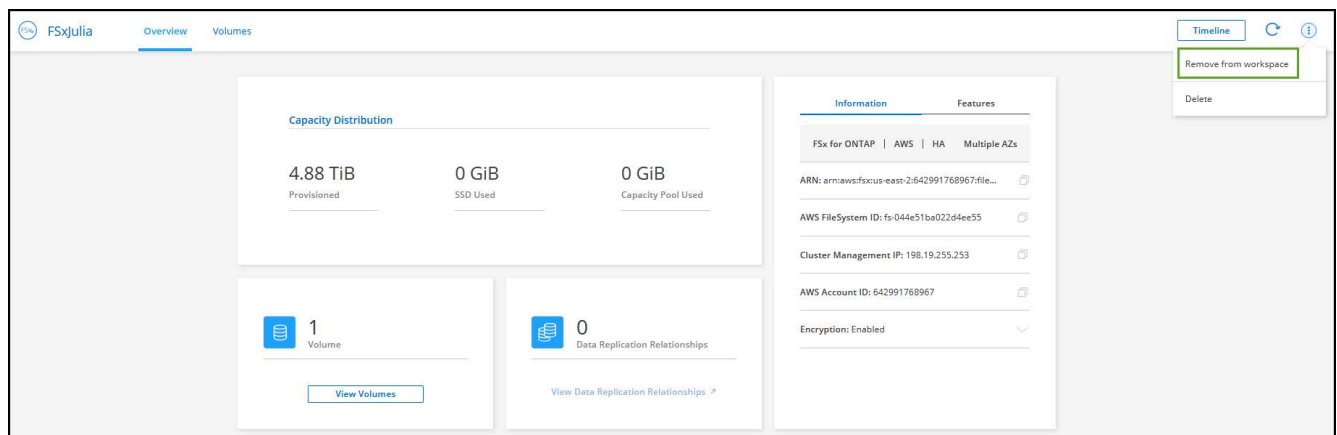 FSx FSxJulia Overview Volumes Timeline
Remove from workspace
Delete
Capacity Distribution
4.88 TiB 0 GiB 0 GiB
Provisioned SSD Used Capacity Pool Used
1
Volume
View Volumes
0
Data Replication Relationships
View Data Replication Relationships
Information Features
FSx for ONTAP | AWS | HA Multiple AZs
ARN: arn:aws:fsx:us-east-2:642991768967:file...
AWS FileSystem ID: fs-044e51ba022d4ee55
Cluster Management IP: 198.19.255.253
AWS Account ID: 642991768967
Encryption: Enabled